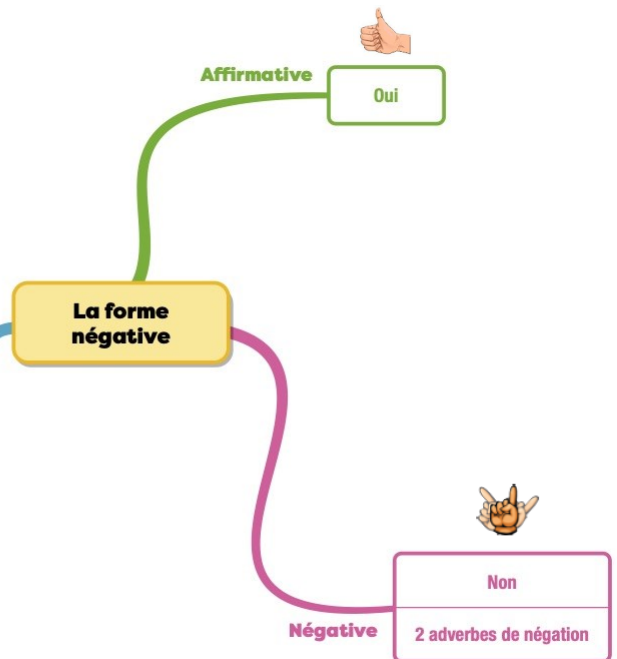 Affirmative
Oui
La forme
négative
Non
Négative
2 adverbes de négation